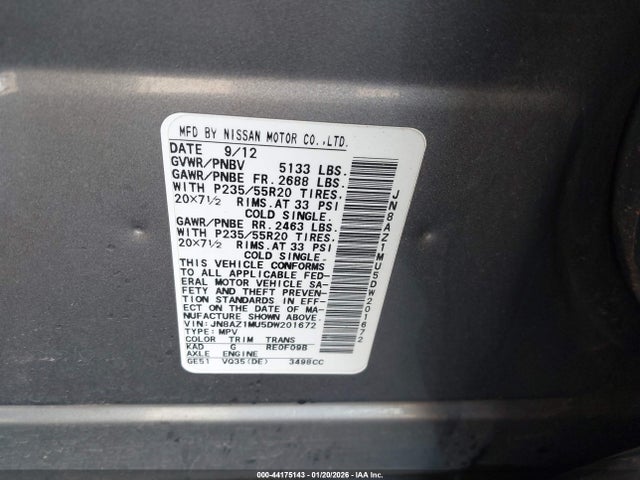 MFD BY NISSAN MOTOR CO.,LTD.
DATE 9/12
GVWR/PNBV 5133 LBS.
GAWR/PNBE FR. 2688 LBS.
WITH P235/55R20 TIRES.
20×7½ RIMS.AT 33 PSI
COLD SINGLE.
GAWR/PNBE RR. 2463 LBS.
WITH P235/55R20 TIRES.
20×7½ RIMS.AT 33 PSI
COLD SINGLE.
THIS VEHICLE CONFORMS
TO ALL APPLICABLE FED-
ERAL MOTOR VEHICLE SA-
FETY AND THEFT PREVEN-
TION STANDARDS IN EFF-
ECT ON THE DATE OF MA-
NUFACTURE SHOWN ABOVE.
VIN: JN8AZ1MU5DW201672
TYPE: MPV
COLOR TRIM TRANS
KAD G RE0F09B
AXLE ENGINE
GE51 VQ35(DE) 3498CC
JN8AZ1MU5DW201672
000-44175143 | 01/20/2026 | IAA Inc.